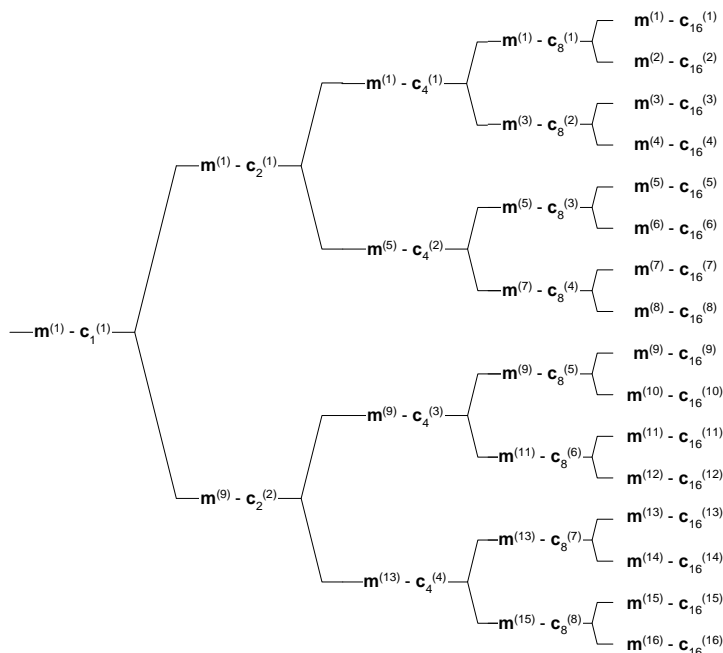 m⁽¹⁾ - c₁⁽¹⁾
m⁽¹⁾ - c₂⁽¹⁾
m⁽⁹⁾ - c₂⁽²⁾
m⁽¹⁾ - c₄⁽¹⁾
m⁽⁵⁾ - c₄⁽²⁾
m⁽⁹⁾ - c₄⁽³⁾
m⁽¹³⁾ - c₄⁽⁴⁾
m⁽¹⁾ - c₈⁽¹⁾
m⁽³⁾ - c₈⁽²⁾
m⁽⁵⁾ - c₈⁽³⁾
m⁽⁷⁾ - c₈⁽⁴⁾
m⁽⁹⁾ - c₈⁽⁵⁾
m⁽¹¹⁾ - c₈⁽⁶⁾
m⁽¹³⁾ - c₈⁽⁷⁾
m⁽¹⁵⁾ - c₈⁽⁸⁾
m⁽¹⁾ - c₁₆⁽¹⁾
m⁽²⁾ - c₁₆⁽²⁾
m⁽³⁾ - c₁₆⁽³⁾
m⁽⁴⁾ - c₁₆⁽⁴⁾
m⁽⁵⁾ - c₁₆⁽⁵⁾
m⁽⁶⁾ - c₁₆⁽⁶⁾
m⁽⁷⁾ - c₁₆⁽⁷⁾
m⁽⁸⁾ - c₁₆⁽⁸⁾
m⁽⁹⁾ - c₁₆⁽⁹⁾
m⁽¹⁰⁾ - c₁₆⁽¹⁰⁾
m⁽¹¹⁾ - c₁₆⁽¹¹⁾
m⁽¹²⁾ - c₁₆⁽¹²⁾
m⁽¹³⁾ - c₁₆⁽¹³⁾
m⁽¹⁴⁾ - c₁₆⁽¹⁴⁾
m⁽¹⁵⁾ - c₁₆⁽¹⁵⁾
m⁽¹⁶⁾ - c₁₆⁽¹⁶⁾